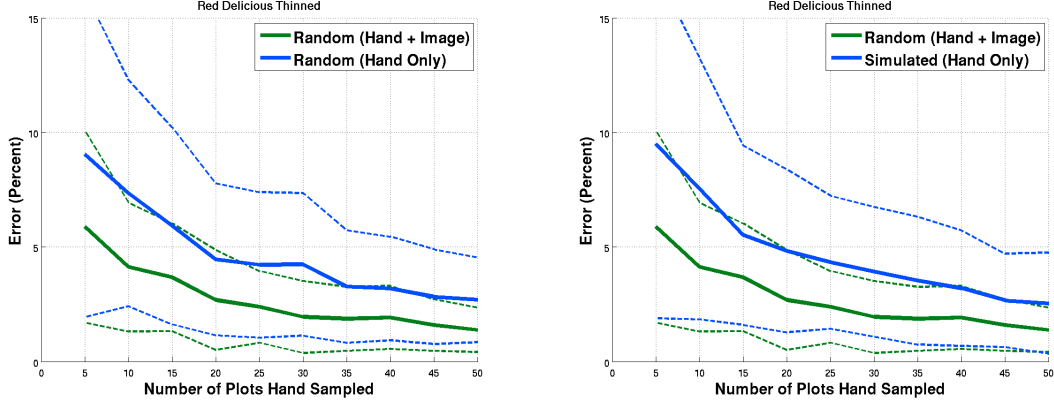 Red Delicious Thinned
15
10
5
0
Error (Percent)
Random (Hand + Image)
Random (Hand Only)
0 5 10 15 20 25 30 35 40 45 50
Number of Plots Hand Sampled
Red Delicious Thinned
15
10
5
0
Error (Percent)
Random (Hand + Image)
Simulated (Hand Only)
0 5 10 15 20 25 30 35 40 45 50
Number of Plots Hand Sampled